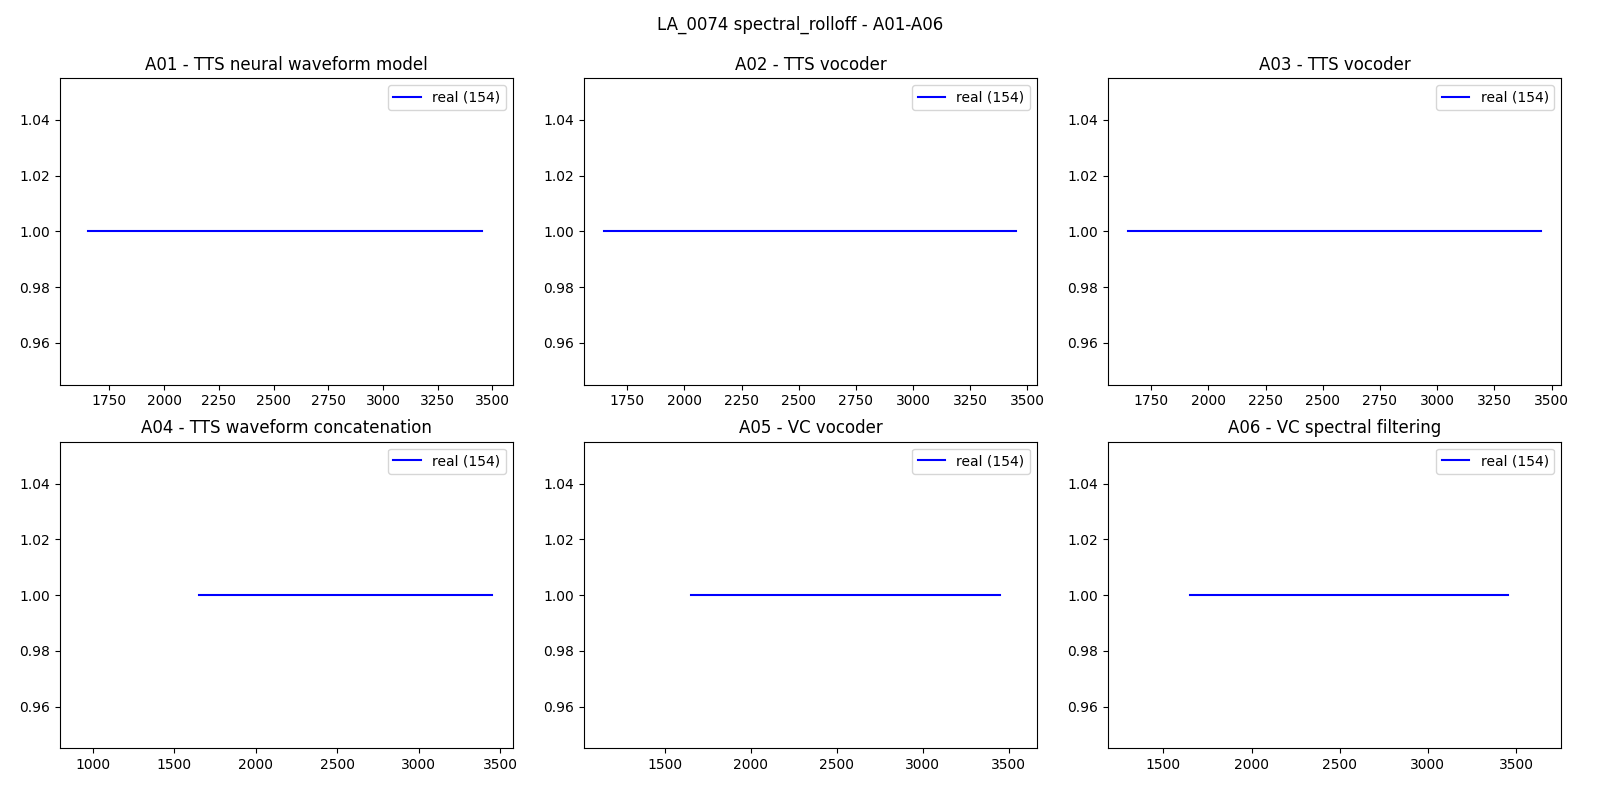 LA_0074 spectral_rolloff - A01-A06
A01 - TTS neural waveform model
real (154)
1.04
1.02
1.00
0.98
0.96
1750 2000 2250 2500 2750 3000 3250 3500
A02 - TTS vocoder
real (154)
1.04
1.02
1.00
0.98
0.96
1750 2000 2250 2500 2750 3000 3250 3500
A03 - TTS vocoder
real (154)
1.04
1.02
1.00
0.98
0.96
1750 2000 2250 2500 2750 3000 3250 3500
A04 - TTS waveform concatenation
real (154)
1.04
1.02
1.00
0.98
0.96
1000 1500 2000 2500 3000 3500
A05 - VC vocoder
real (154)
1.04
1.02
1.00
0.98
0.96
1500 2000 2500 3000 3500
A06 - VC spectral filtering
real (154)
1.04
1.02
1.00
0.98
0.96
1500 2000 2500 3000 3500